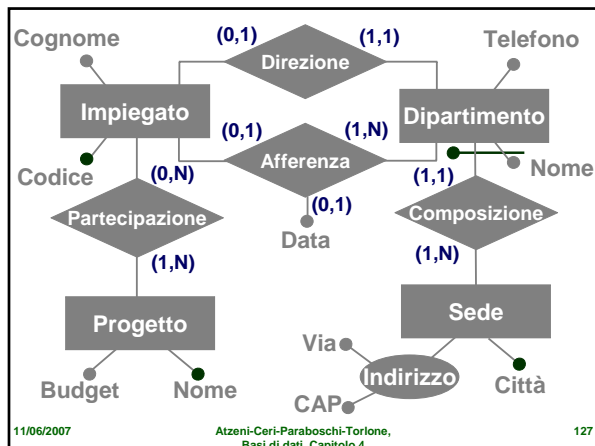 Cognome
(0,1)
(1,1)
Telefono
Direzione
Impiegato
Dipartimento
(0,1)
(1,N)
Afferenza
Codice
(0,N)
(1,1)
Nome
(0,1)
Partecipazione
Composizione
Data
(1,N)
(1,N)
Progetto
Sede
Via
Indirizzo
Budget
Nome
CAP
Città
11/06/2007
Atzeni-Ceri-Paraboschi-Torlone,
127
Basi di dati, Capitolo 4